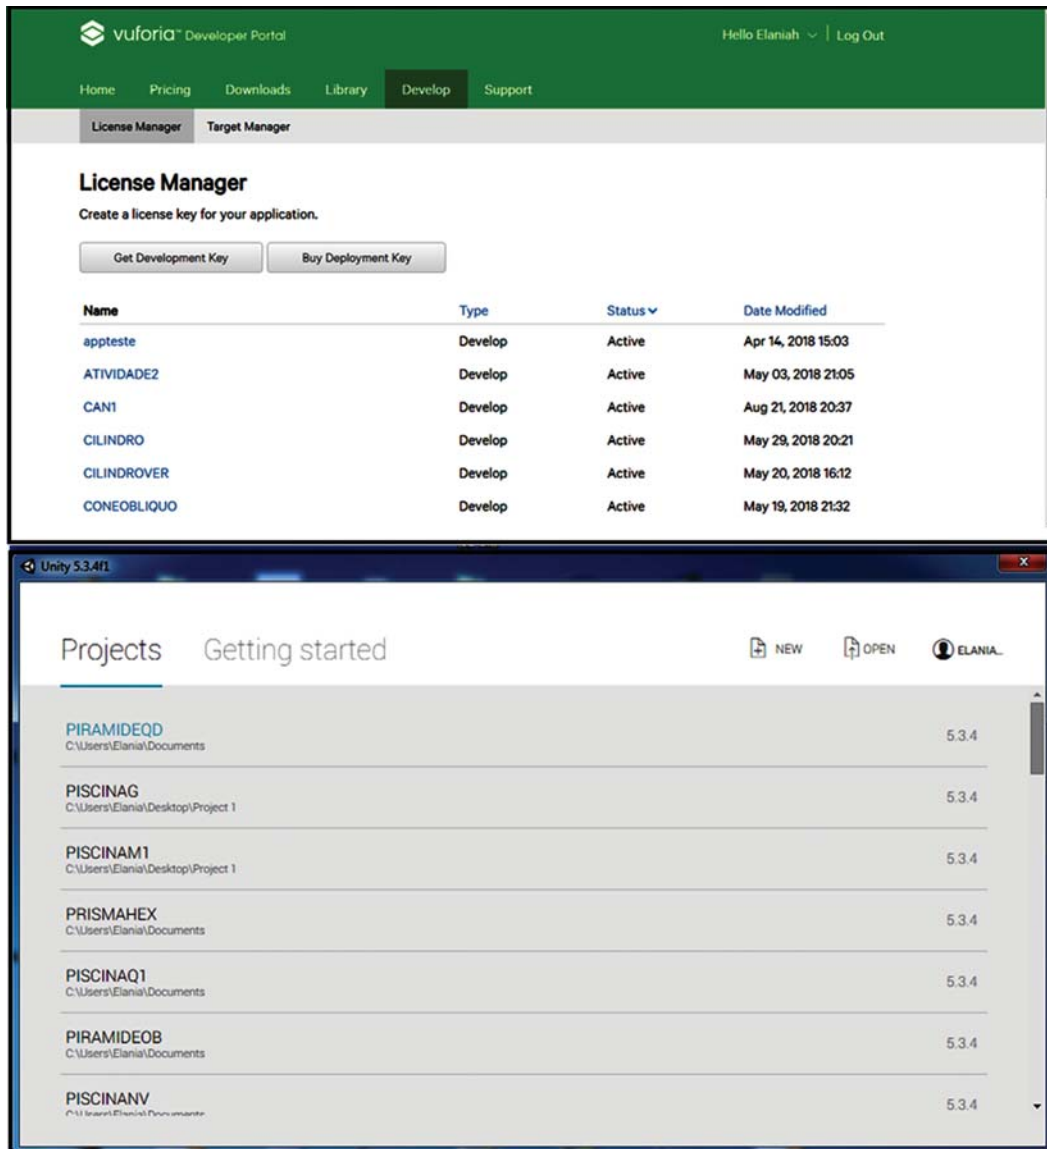 vuforia™ Developer Portal
Hello Elaniah | Log Out
Home Pricing Downloads Library Develop Support
License Manager Target Manager
License Manager
Create a license key for your application.
Get Development Key Buy Deployment Key
Name Type Status Date Modified
appteste Develop Active Apr 14, 2018 15:03
ATIVIDADE2 Develop Active May 03, 2018 21:05
CAN1 Develop Active Aug 21, 2018 20:37
CILINDRO Develop Active May 29, 2018 20:21
CILINDROVER Develop Active May 20, 2018 16:12
CONEOBLIQUO Develop Active May 19, 2018 21:32
Unity 5.3.4f1
Projects Getting started NEW OPEN ELANIA...
PIRAMIDEQD 5.3.4
C:\Users\Elania\Documents
PISCINAG 5.3.4
C:\Users\Elania\Desktop\Project 1
PISCINAM1 5.3.4
C:\Users\Elania\Desktop\Project 1
PRISMAHEX 5.3.4
C:\Users\Elania\Documents
PISCINAQ1 5.3.4
C:\Users\Elania\Documents
PIRAMIDEOB 5.3.4
C:\Users\Elania\Documents
PISCINANV 5.3.4
C:\Users\Elania\Documents